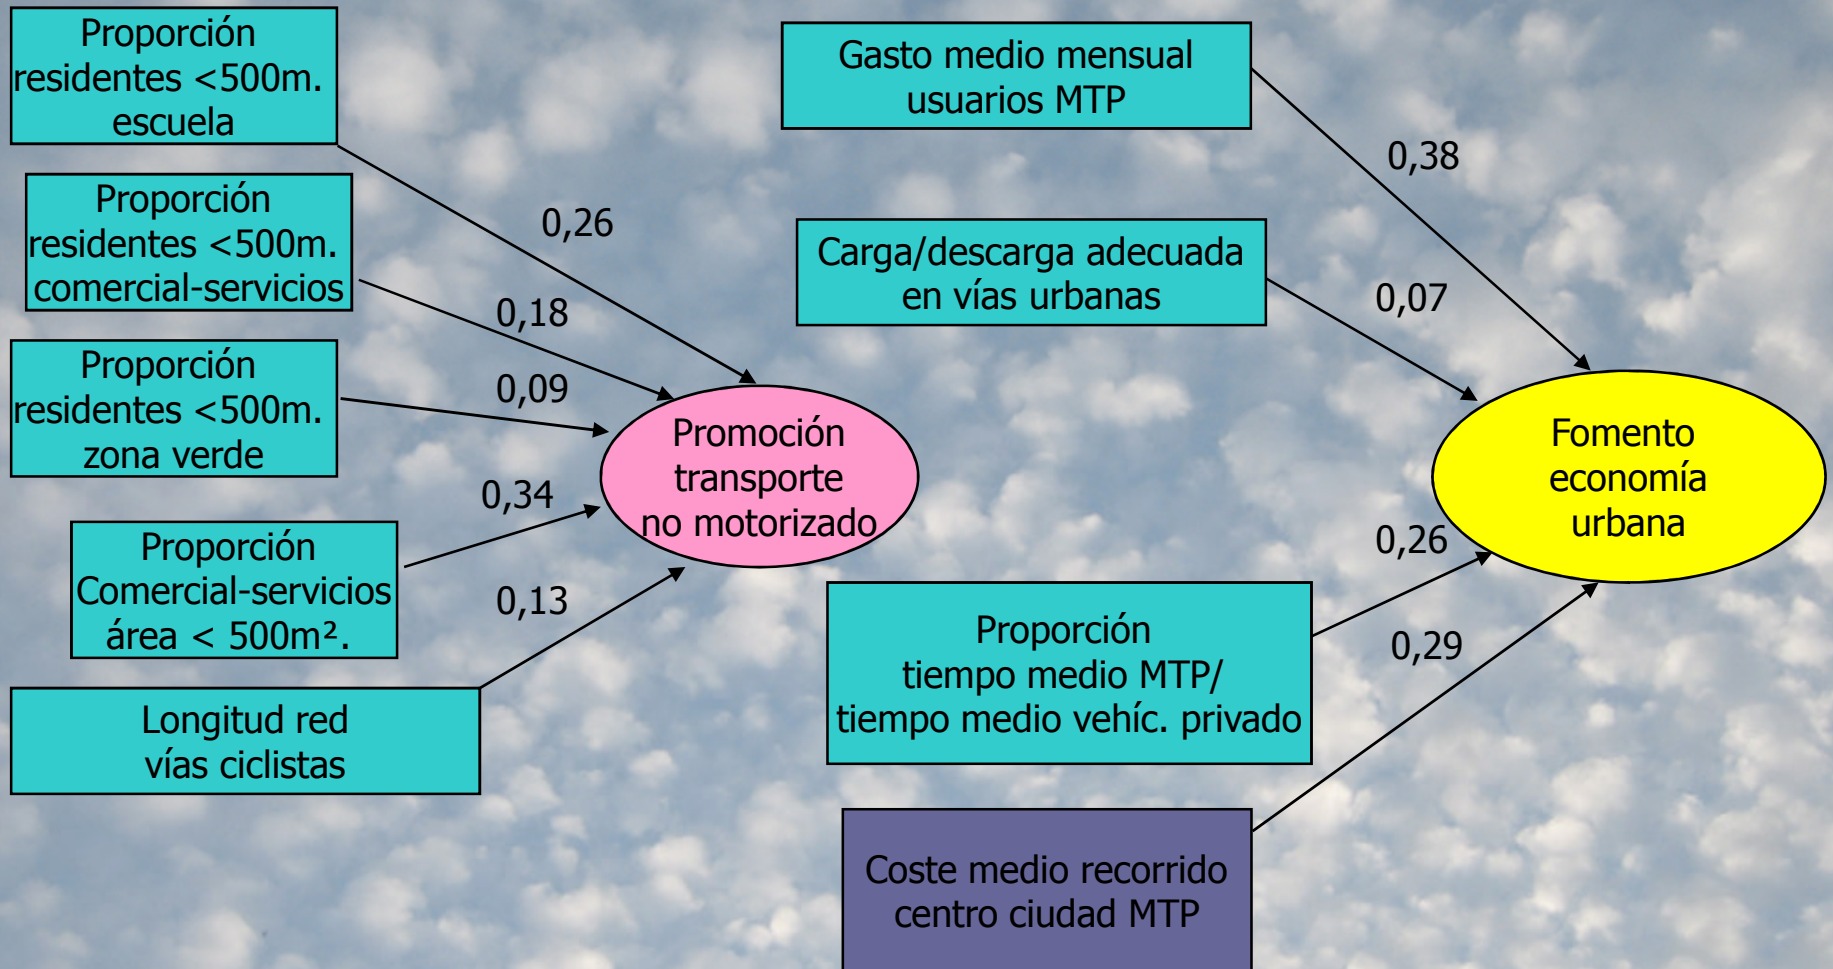 Proporción
residentes <500m.
escuela
Proporción
residentes <500m.
comercial-servicios
Proporción
residentes <500m.
zona verde
Proporción
Comercial-servicios
área < 500m².
Longitud red
vías ciclistas
0,26
0,18
0,09
0,34
0,13
Promoción
transporte
no motorizado
Gasto medio mensual
usuarios MTP
Carga/descarga adecuada
en vías urbanas
Proporción
tiempo medio MTP/
tiempo medio vehíc. privado
Coste medio recorrido
centro ciudad MTP
0,38
0,07
0,26
0,29
Fomento
economía
urbana